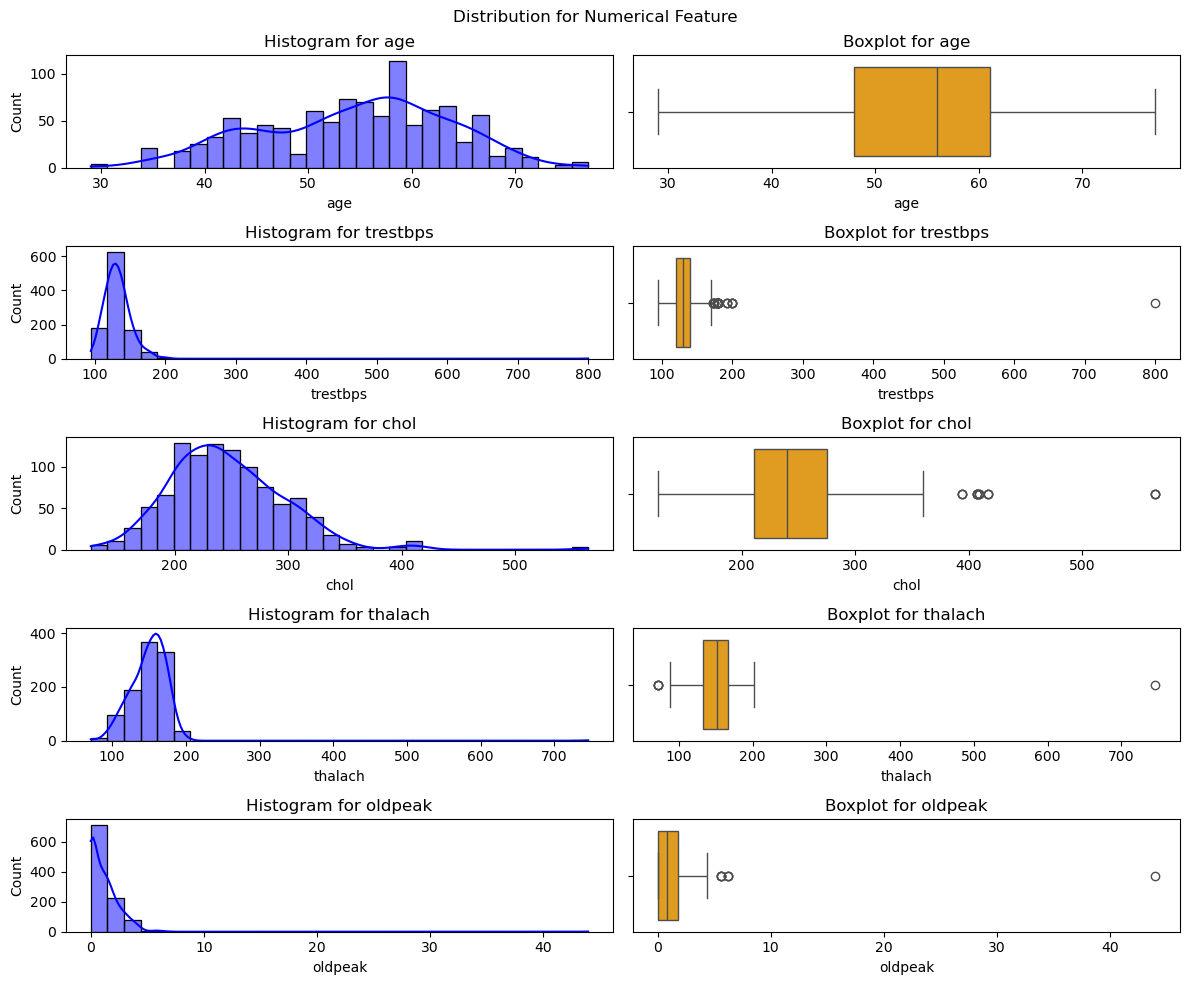 Distribution for Numerical Feature
Histogram for age
Count
100
50
0
30 40 50 60 70
age
Boxplot for age
30 40 50 60 70
age
Histogram for trestbps
Count
600
400
200
0
100 200 300 400 500 600 700 800
trestbps
Boxplot for trestbps
100 200 300 400 500 600 700 800
trestbps
Histogram for chol
Count
100
50
0
200 300 400 500
chol
Boxplot for chol
200 300 400 500
chol
Histogram for thalach
Count
400
200
0
100 200 300 400 500 600 700
thalach
Boxplot for thalach
100 200 300 400 500 600 700
thalach
Histogram for oldpeak
Count
600
400
200
0
0 10 20 30 40
oldpeak
Boxplot for oldpeak
0 10 20 30 40
oldpeak